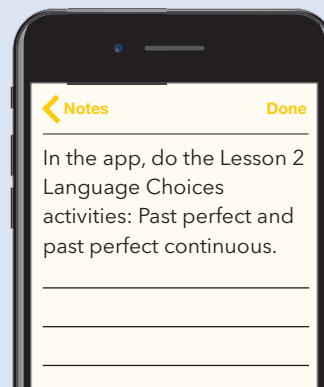 Notes
Done
In the app, do the Lesson 2
Language Choices
activities: Past perfect and
past perfect continuous.